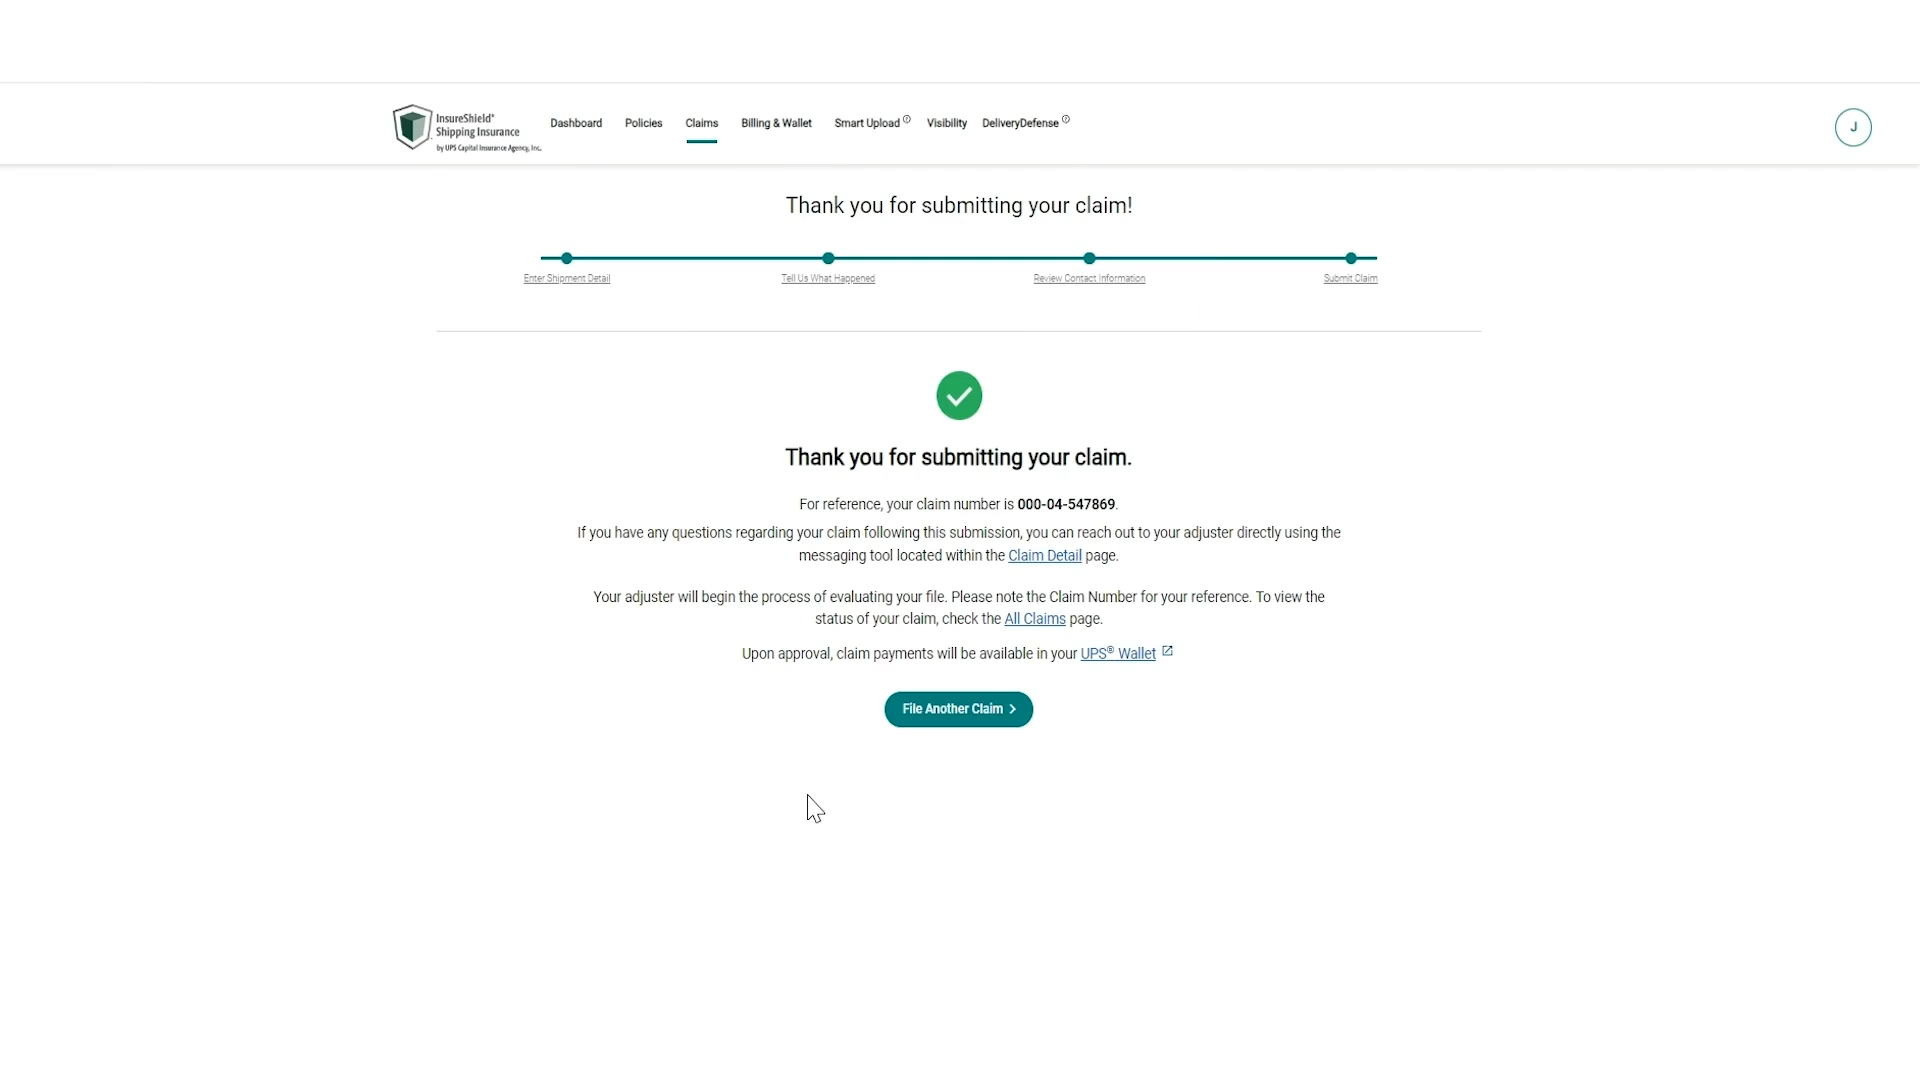 InsureShield®
Shipping Insurance
by UPS Capital Insurance Agency, Inc.
Dashboard
Policies
Claims
Billing & Wallet
Smart Upload
Visibility
DeliveryDefense
J
Thank you for submitting your claim!
Enter Shipment Detail
Tell Us What Happened
Review Contact Information
Submit Claim
Thank you for submitting your claim.
For reference, your claim number is 000-04-547869.
If you have any questions regarding your claim following this submission, you can reach out to your adjuster directly using the
messaging tool located within the Claim Detail page.
Your adjuster will begin the process of evaluating your file. Please note the Claim Number for your reference. To view the
status of your claim, check the All Claims page.
Upon approval, claim payments will be available in your UPS® Wallet
File Another Claim